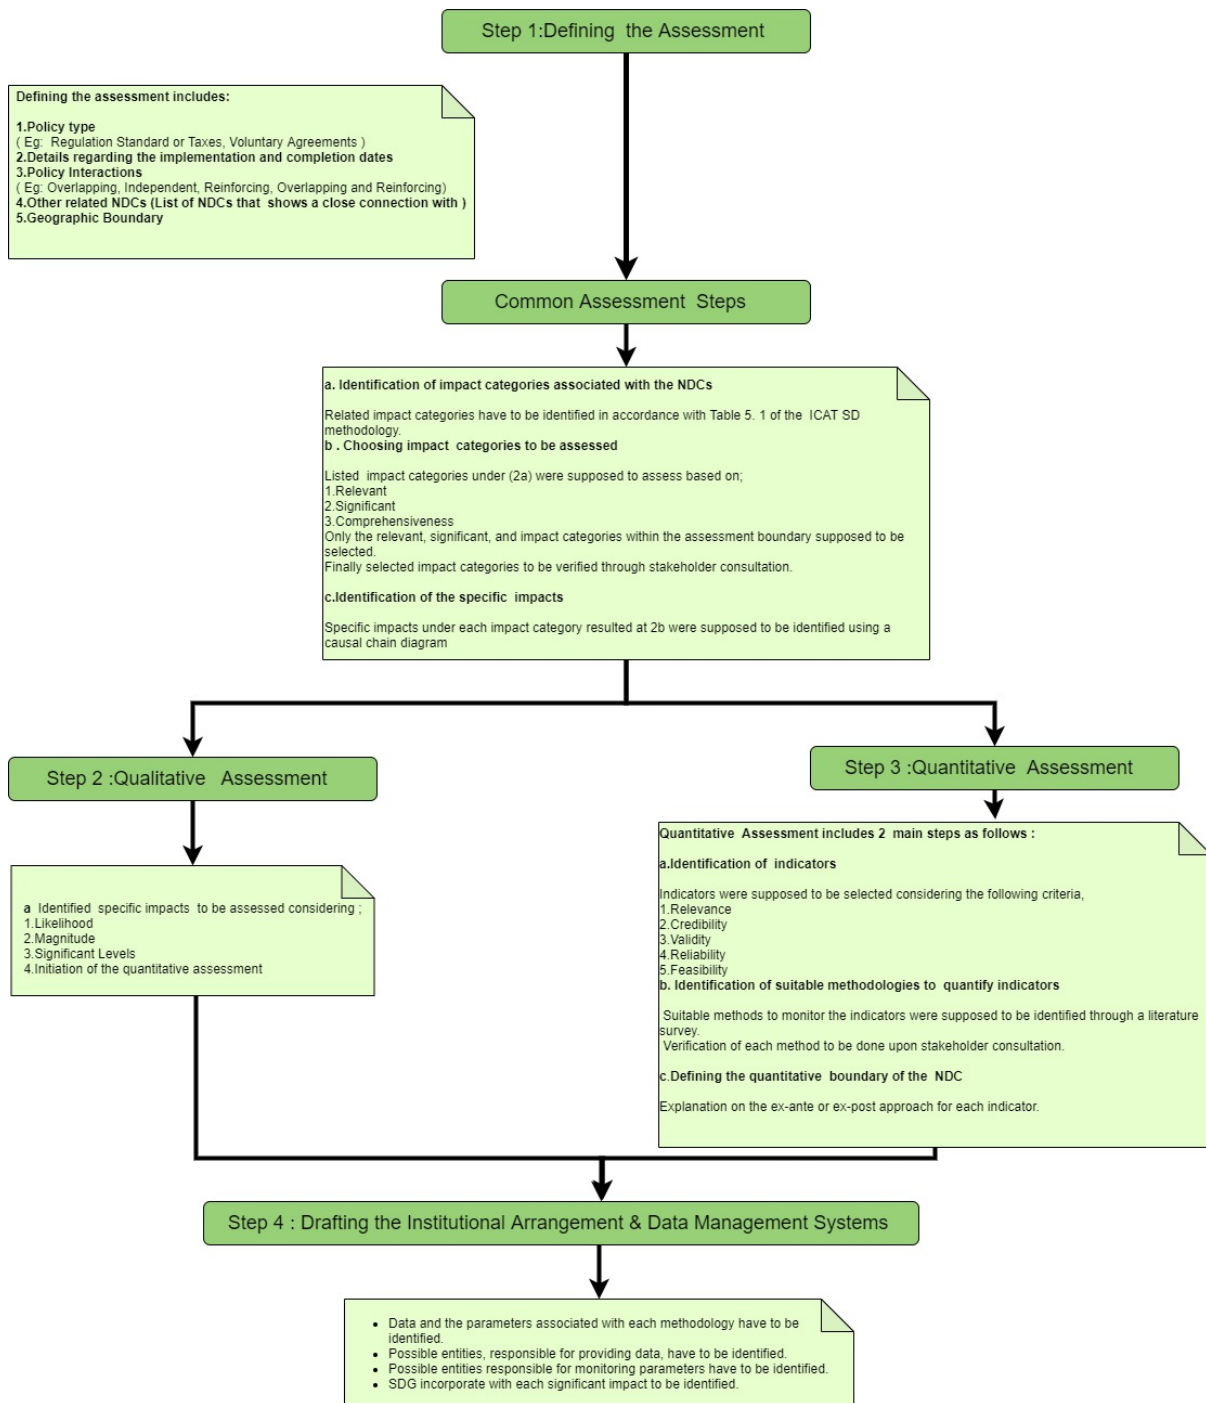 Step 1:Defining the Assessment
Defining the assessment includes:
1.Policy type
( Eg: Regulation Standard or Taxes, Voluntary Agreements )
2.Details regarding the implementation and completion dates
3.Policy Interactions
( Eg: Overlapping, Independent, Reinforcing, Overlapping and Reinforcing)
4.Other related NDCs (List of NDCs that shows a close connection with )
5.Geographic Boundary
Common Assessment Steps
a. Identification of impact categories associated with the NDCs
Related impact categories have to be identified in accordance with Table 5. 1 of the ICAT SD
methodology.
b . Choosing impact categories to be assessed
Listed impact categories under (2a) were supposed to assess based on;
1.Relevant
2.Significant
3.Comprehensiveness
Only the relevant, significant, and impact categories within the assessment boundary supposed to be
selected.
Finally selected impact categories to be verified through stakeholder consultation.
c.Identification of the specific impacts
Specific impacts under each impact category resulted at 2b were supposed to be identified using a
causal chain diagram
Step 2 :Qualitative Assessment
a Identified specific impacts to be assessed considering ;
1.Likelihood
2.Magnitude
3.Significant Levels
4.Initiation of the quantitative assessment
Step 3 :Quantitative Assessment
Quantitative Assessment includes 2 main steps as follows :
a.Identification of indicators
Indicators were supposed to be selected considering the following criteria,
1.Relevance
2.Credibility
3.Validity
4.Reliability
5.Feasibility
b. Identification of suitable methodologies to quantify indicators
Suitable methods to monitor the indicators were supposed to be identified through a literature
survey.
Verification of each method to be done upon stakeholder consultation.
c.Defining the quantitative boundary of the NDC
Explanation on the ex-ante or ex-post approach for each indicator.
Step 4 : Drafting the Institutional Arrangement & Data Management Systems
• Data and the parameters associated with each methodology have to be
identified.
• Possible entities, responsible for providing data, have to be identified.
• Possible entities responsible for monitoring parameters have to be identified.
• SDG incorporate with each significant impact to be identified.